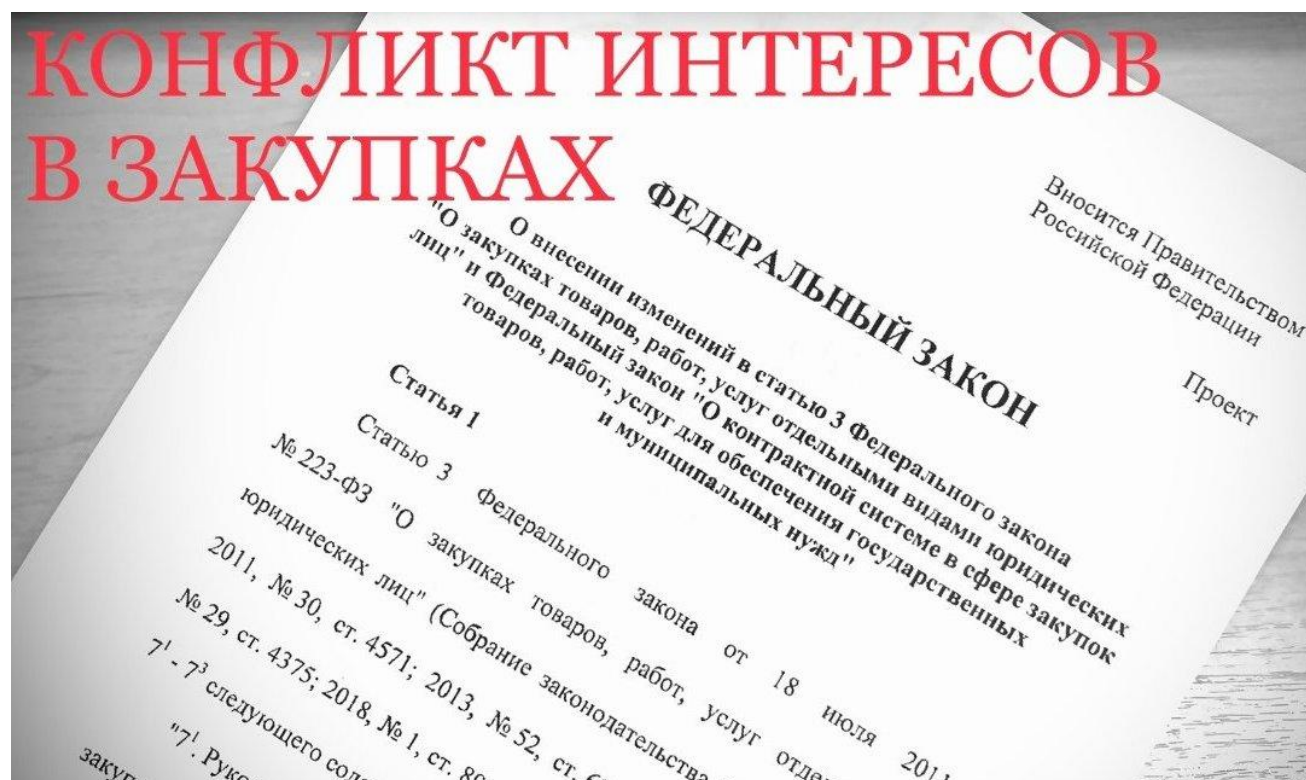 КОНФЛИКТ ИНТЕРЕСОВ
В ЗАКУПКАХ
Вносится Правительством
Российской Федерации
Проект
ФЕДЕРАЛЬНЫЙ ЗАКОН
О внесении изменений в статью 3 Федерального закона
"О закупках товаров, работ, услуг отдельными видами юридических
лиц" и Федеральный закон "О контрактной системе в сфере закупок
товаров, работ, услуг для обеспечения государственных
и муниципальных нужд"
Статья 1
Статью 3 Федерального закона от 18 июля 2011
№ 223-ФЗ "О закупках товаров, работ, услуг
юридических лиц" (Собрание законодательства
2011, № 30, ст. 4571; 2013, № 52, ст.
№ 29, ст. 4375; 2018, № 1, ст.
7¹ - 7³ следующего
"7¹.